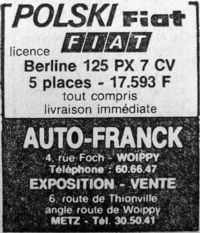 POLSKI Fiat
licence FIAT
Berline 125 PX 7 CV
5 places - 17.593 F
tout compris
livraison immédiate
AUTO-FRANCK
4, rue Foch - WOIPPY
Téléphone : 60.66.47
EXPOSITION - VENTE
6, route de Thionville
angle route de Woippy
METZ - Tél. 30.50.41